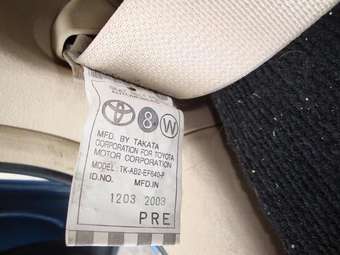 8 W
MFD. BY TAKATA
CORPORATION FOR TOYOTA
MOTOR CORPORATION
MODEL: TK-AB2-EF640-P
ID.NO. MFD.IN
1203 2003
PRE